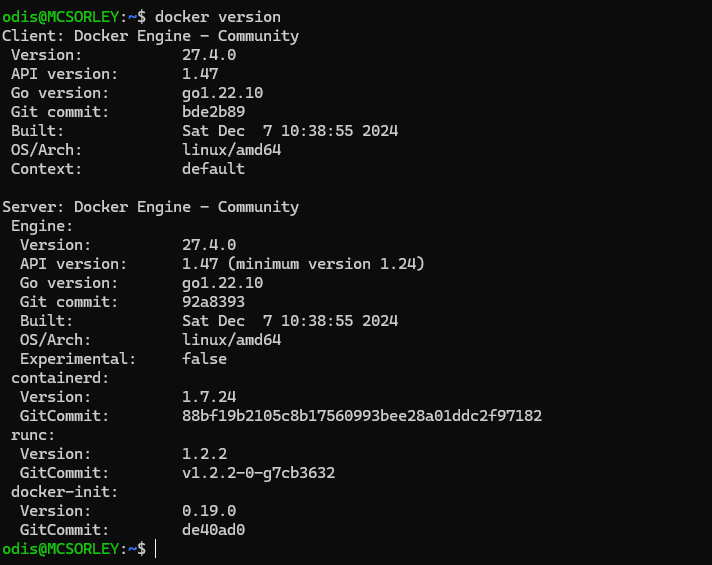 odis@MCSORLEY:~$ docker version
Client: Docker Engine - Community
 Version:           27.4.0
 API version:       1.47
 Go version:        go1.22.10
 Git commit:        bde2b89
 Built:             Sat Dec  7 10:38:55 2024
 OS/Arch:           linux/amd64
 Context:           default

Server: Docker Engine - Community
 Engine:
  Version:          27.4.0
  API version:      1.47 (minimum version 1.24)
  Go version:       go1.22.10
  Git commit:       92a8393
  Built:            Sat Dec  7 10:38:55 2024
  OS/Arch:          linux/amd64
  Experimental:     false
 containerd:
  Version:          1.7.24
  GitCommit:        88bf19b2105c8b17560993bee28a01ddc2f97182
 runc:
  Version:          1.2.2
  GitCommit:        v1.2.2-0-g7cb3632
 docker-init:
  Version:          0.19.0
  GitCommit:        de40ad0
odis@MCSORLEY:~$